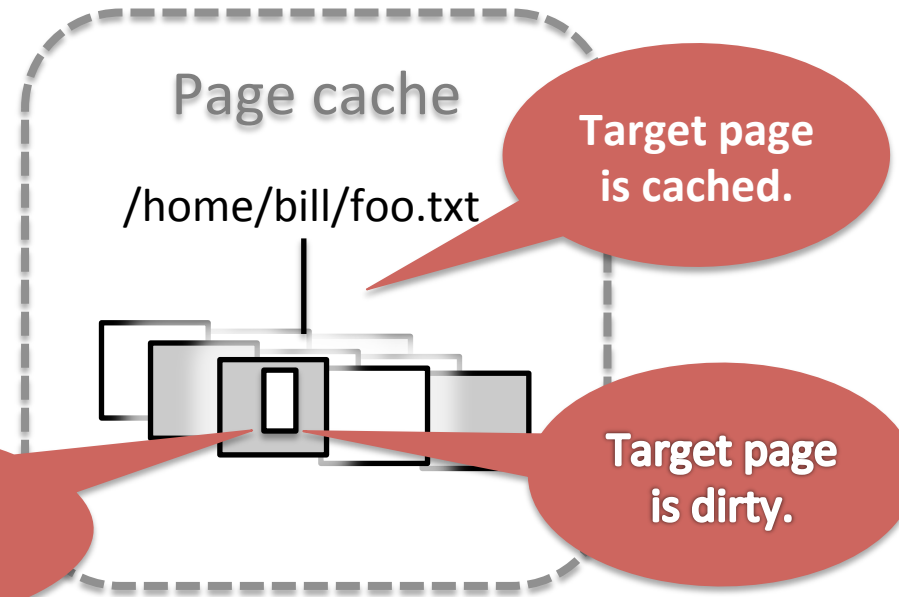 Page cache
Target page
is cached.
/home/bill/foo.txt
Target page
is dirty.